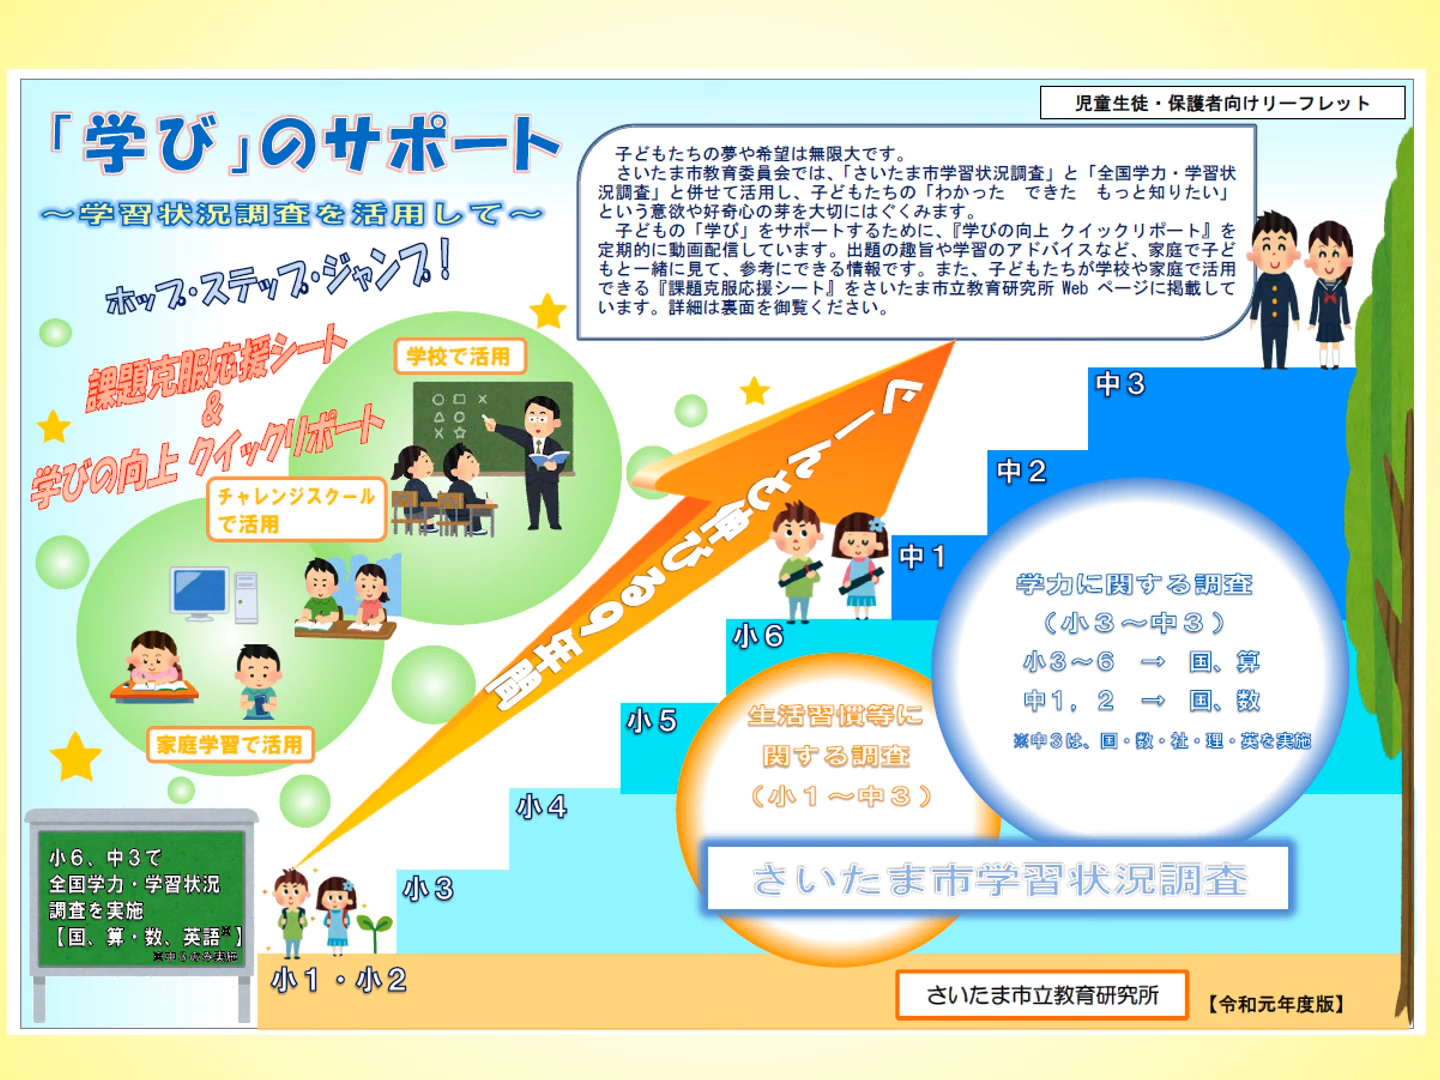 児童生徒・保護者向けリーフレット
「学び」のサポート
～学習状況調査を活用して～
ホップ・ステップ・ジャンプ！
課題克服応援シート
&
学びの向上 クイックリポート
子どもたちの夢や希望は無限大です。
さいたま市教育委員会では、「さいたま市学習状況調査」と「全国学力・学習状
況調査」と併せて活用し、子どもたちの「わかった　できた　もっと知りたい」
という意欲や好奇心の芽を大切にはぐくみます。
子どもの「学び」をサポートするために、『学びの向上 クイックリポート』を
定期的に動画配信しています。出題の趣旨や学習のアドバイスなど、家庭で子ど
もと一緒に見て、参考にできる情報です。また、子どもたちが学校や家庭で活用
できる『課題克服応援シート』をさいたま市立教育研究所 Web ページに掲載して
います。詳細は裏面を御覧ください。
学校で活用
チャレンジスクール
で活用
家庭学習で活用
ぐーんと伸びる9年間
中３
中２
中１
小６
小５
小４
小３
小１・小２
学力に関する調査
（小３～中３）
小３～６　→　国、算
中１，２　→　国、数
※中３は、国・数・社・理・英を実施
生活習慣等に
関する調査
（小１～中３）
さいたま市学習状況調査
小６、中３で
全国学力・学習状況
調査を実施
【国、算・数、英語※】
※中３のみ実施
さいたま市立教育研究所
【令和元年度版】